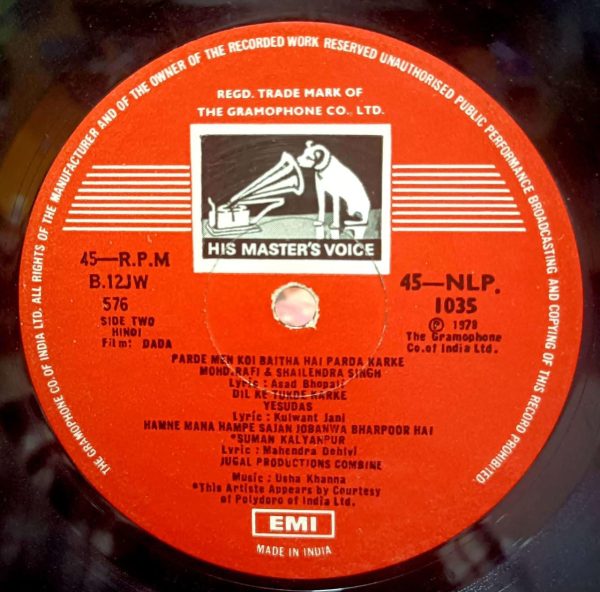 THE GRAMOPHONE CO. OF INDIA LTD. ALL RIGHTS OF THE MANUFACTURER AND OF THE OWNER OF THE RECORDED WORK RESERVED UNAUTHORISED PUBLIC PERFORMANCE BROADCASTING AND COPYING OF THIS RECORD PROHIBITED.
REGD. TRADE MARK OF
THE GRAMOPHONE CO. LTD.
HIS MASTER'S VOICE
45—R.P.M
B.12JW
576
SIDE TWO
HINDI
Film: DADA
45—NLP.
1035
℗ 1978
The Gramophone
Co.of India Ltd.
PARDE MEN KOI BAITHA HAI PARDA KARKE
MOHD.RAFI & SHAILENDRA SINGH
Lyric : Asad Bhopali
DIL KE TUKDE KARKE
YESUDAS
Lyric : Kulwant Jani
HAMNE MANA HAMPE SAJAN JOBANWA BHARPOOR HAI
*SUMAN KALYANPUR
Lyric : Mahendra Dehlvi
JUGAL PRODUCTIONS COMBINE
Music : Usha Khanna
*This Artiste Appears by Courtesy
of Polydoro of India Ltd.
EMI
MADE IN INDIA